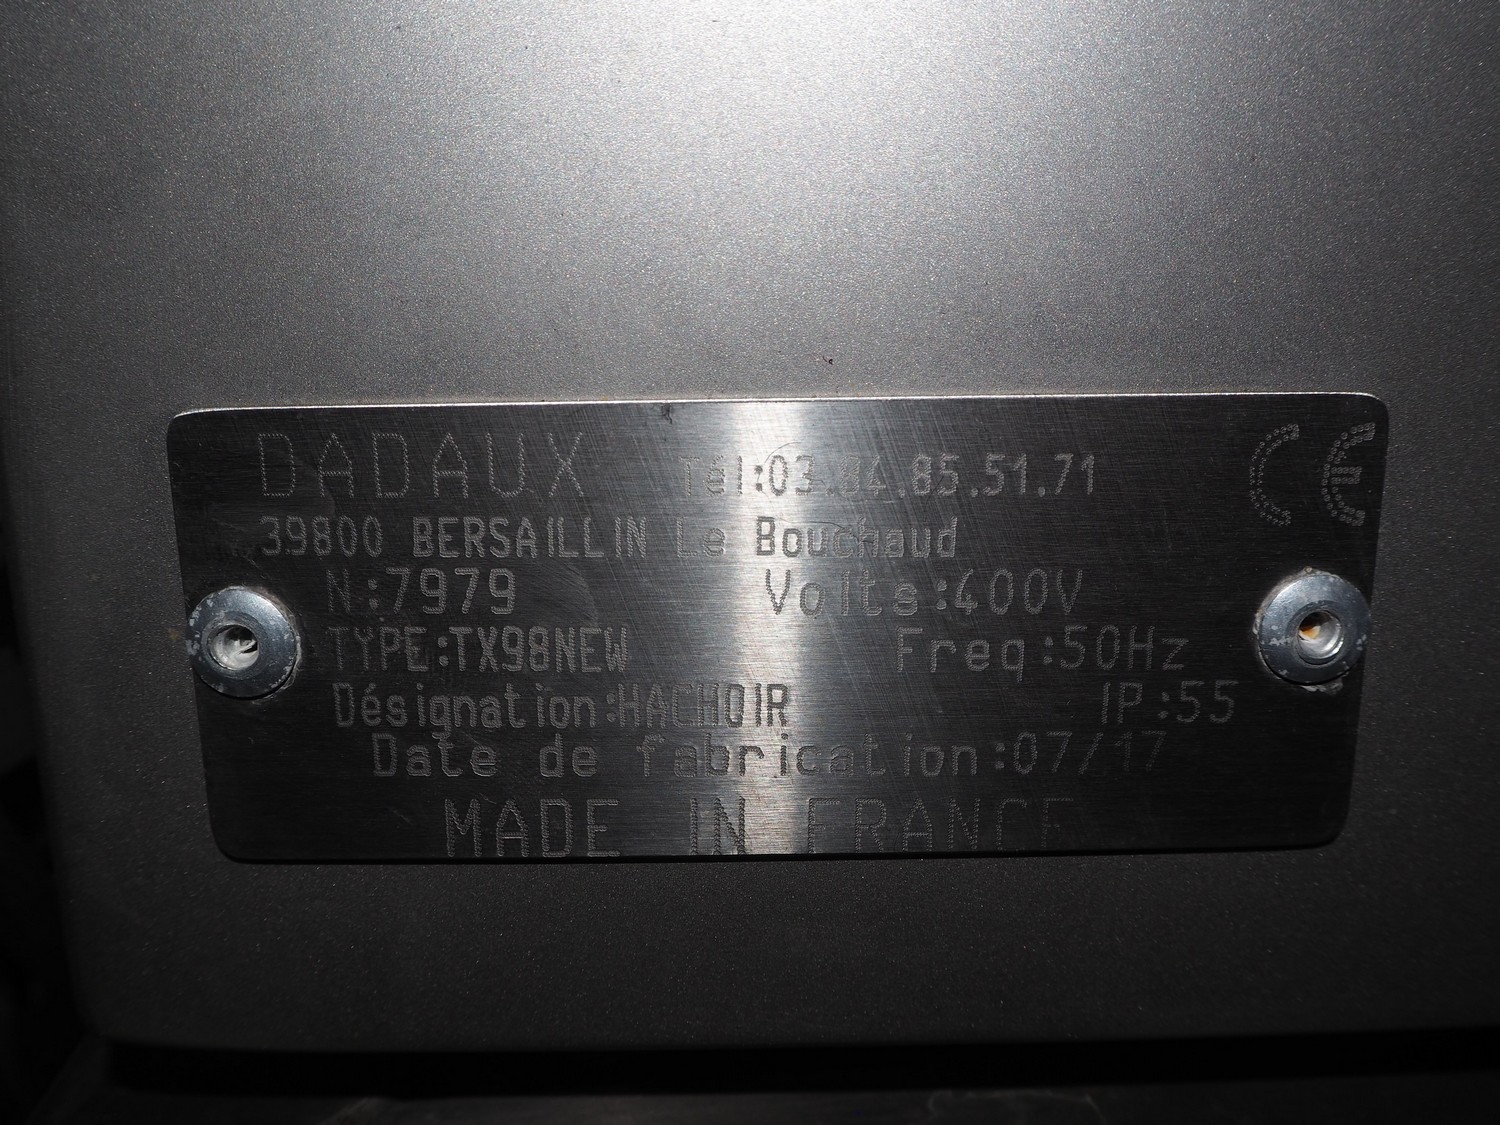 DADAUX Tél:03.84.85.51.71 CE
39800 BERSAILLIN Le Bouchaud
N:7979 Volts:400V
TYPE:TX98NEW Freq:50Hz
Désignation:HACHOIR IP:55
Date de fabrication:07/17
MADE IN FRANCE